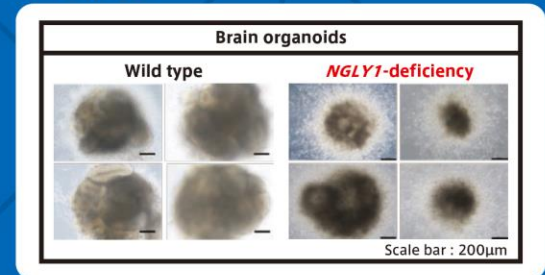 Brain organoids
Wild type
NGLY1-deficiency
Scale bar : 200μm